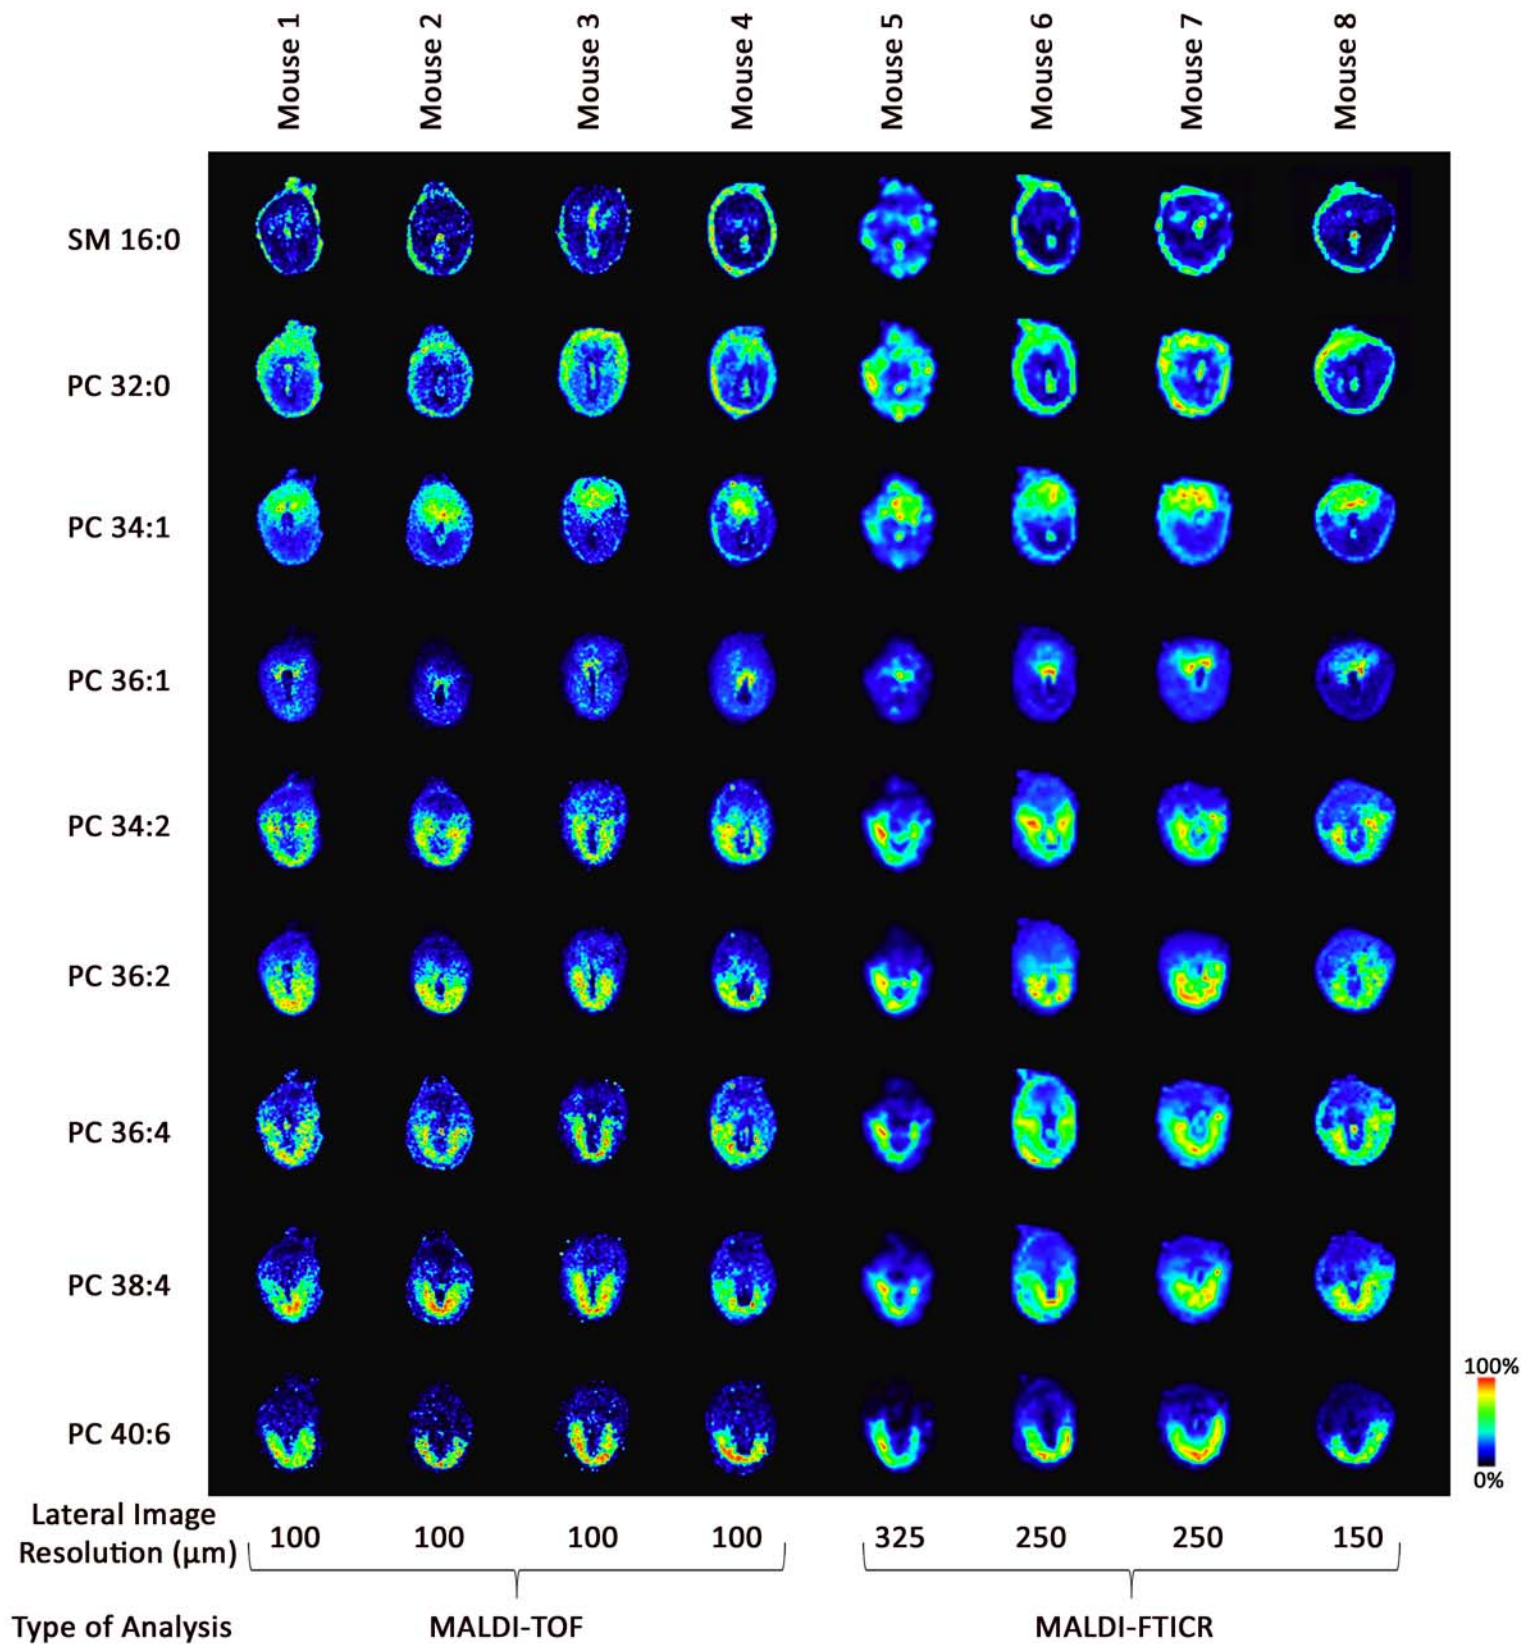 Mouse 1
Mouse 2
Mouse 3
Mouse 4
Mouse 5
Mouse 6
Mouse 7
Mouse 8
SM 16:0
PC 32:0
PC 34:1
PC 36:1
PC 34:2
PC 36:2
PC 36:4
PC 38:4
PC 40:6
100%
0%
Lateral Image
Resolution (μm)
100
100
100
100
325
250
250
150
Type of Analysis
MALDI-TOF
MALDI-FTICR